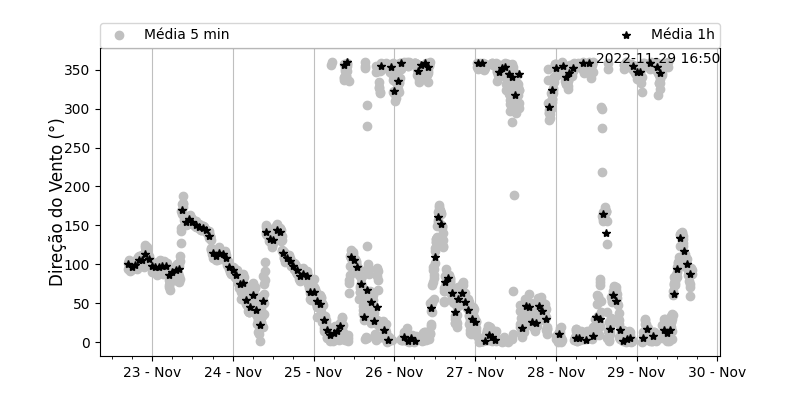 Média 5 min
Média 1h
2022-11-29 16:50
Direção do Vento (°)
350
300
250
200
150
100
50
0
23 - Nov
24 - Nov
25 - Nov
26 - Nov
27 - Nov
28 - Nov
29 - Nov
30 - Nov